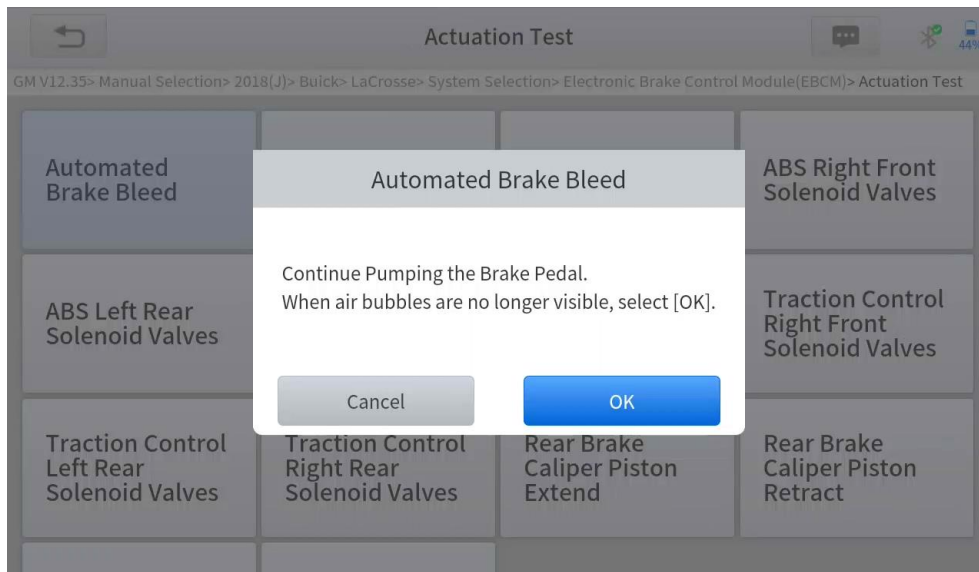 Actuation Test
44%
GM V12.35> Manual Selection> 2018(J)> Buick> LaCrosse> System Selection> Electronic Brake Control Module(EBCM)> Actuation Test
Automated
Brake Bleed
ABS Right Front
Solenoid Valves
Automated Brake Bleed
Continue Pumping the Brake Pedal.
When air bubbles are no longer visible, select [OK].
Cancel
OK
ABS Left Rear
Solenoid Valves
Traction Control
Right Front
Solenoid Valves
Traction Control
Left Rear
Solenoid Valves
Traction Control
Right Rear
Solenoid Valves
Rear Brake
Caliper Piston
Extend
Rear Brake
Caliper Piston
Retract